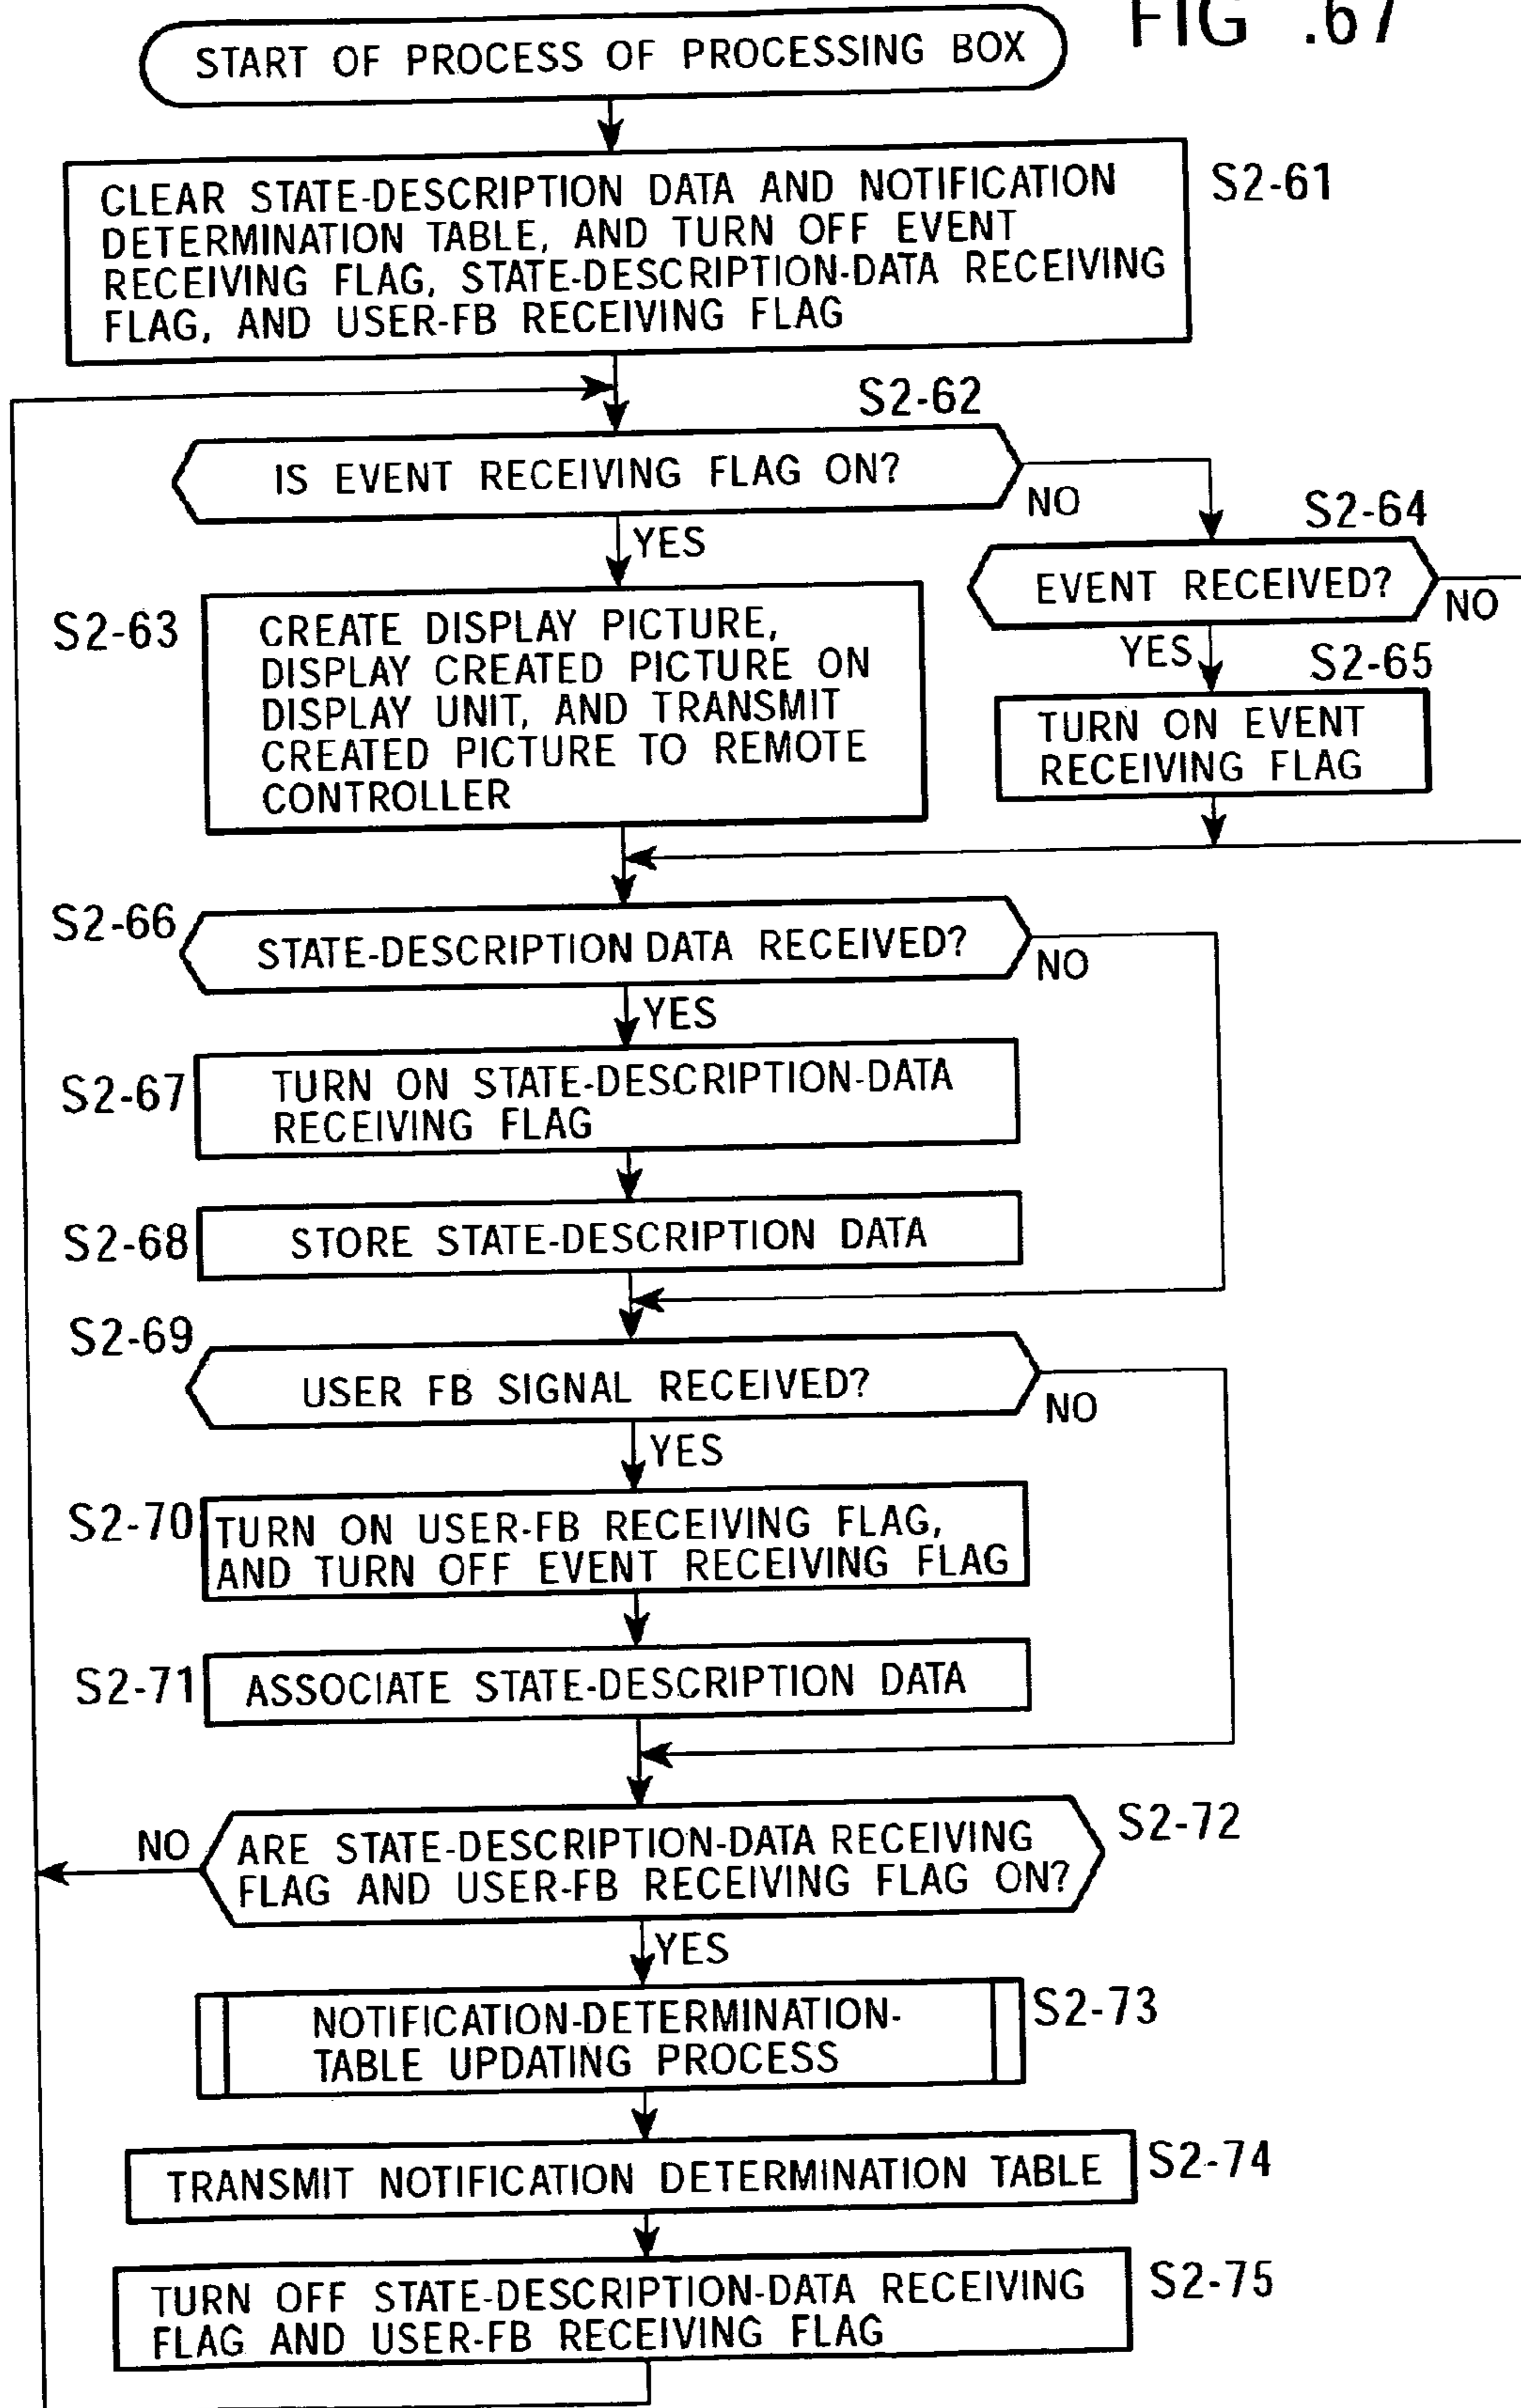 FIG .67
START OF PROCESS OF PROCESSING BOX
CLEAR STATE-DESCRIPTION DATA AND NOTIFICATION
DETERMINATION TABLE, AND TURN OFF EVENT
RECEIVING FLAG, STATE-DESCRIPTION-DATA RECEIVING
FLAG, AND USER-FB RECEIVING FLAG
S2-61
S2-62
IS EVENT RECEIVING FLAG ON?
NO
YES
S2-64
EVENT RECEIVED?
NO
YES
S2-65
TURN ON EVENT
RECEIVING FLAG
S2-63
CREATE DISPLAY PICTURE,
DISPLAY CREATED PICTURE ON
DISPLAY UNIT, AND TRANSMIT
CREATED PICTURE TO REMOTE
CONTROLLER
S2-66
STATE-DESCRIPTION DATA RECEIVED?
NO
YES
S2-67
TURN ON STATE-DESCRIPTION-DATA
RECEIVING FLAG
S2-68
STORE STATE-DESCRIPTION DATA
S2-69
USER FB SIGNAL RECEIVED?
NO
YES
S2-70
TURN ON USER-FB RECEIVING FLAG,
AND TURN OFF EVENT RECEIVING FLAG
S2-71
ASSOCIATE STATE-DESCRIPTION DATA
S2-72
NO
ARE STATE-DESCRIPTION-DATA RECEIVING
FLAG AND USER-FB RECEIVING FLAG ON?
YES
NOTIFICATION-DETERMINATION-
TABLE UPDATING PROCESS
S2-73
TRANSMIT NOTIFICATION DETERMINATION TABLE
S2-74
TURN OFF STATE-DESCRIPTION-DATA RECEIVING
FLAG AND USER-FB RECEIVING FLAG
S2-75